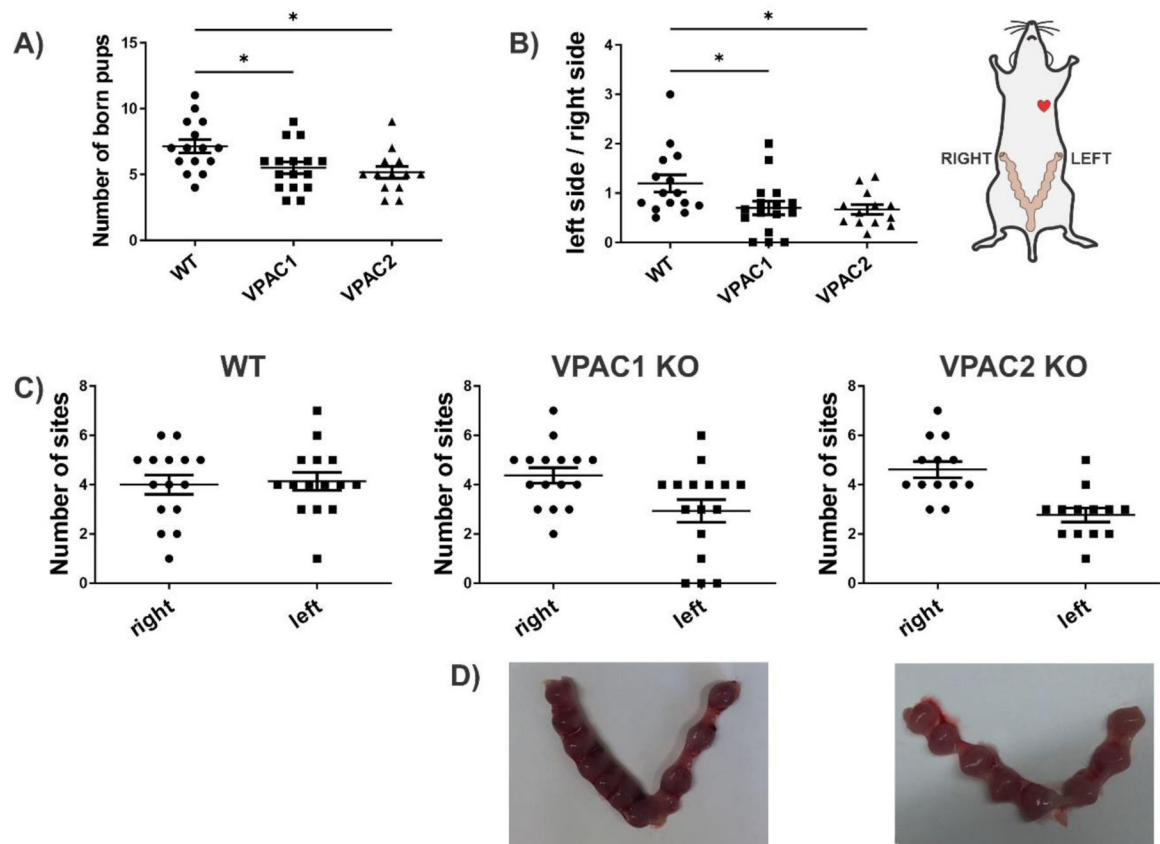 A)
Number of born pups
15
10
5
0
*
*
WT
VPAC1
VPAC2
B)
left side / right side
4
3
2
1
0
*
*
WT
VPAC1
VPAC2
RIGHT
LEFT
C)
WT
Number of sites
8
6
4
2
0
right
left
VPAC1 KO
Number of sites
8
6
4
2
0
right
left
VPAC2 KO
Number of sites
8
6
4
2
0
right
left
D)